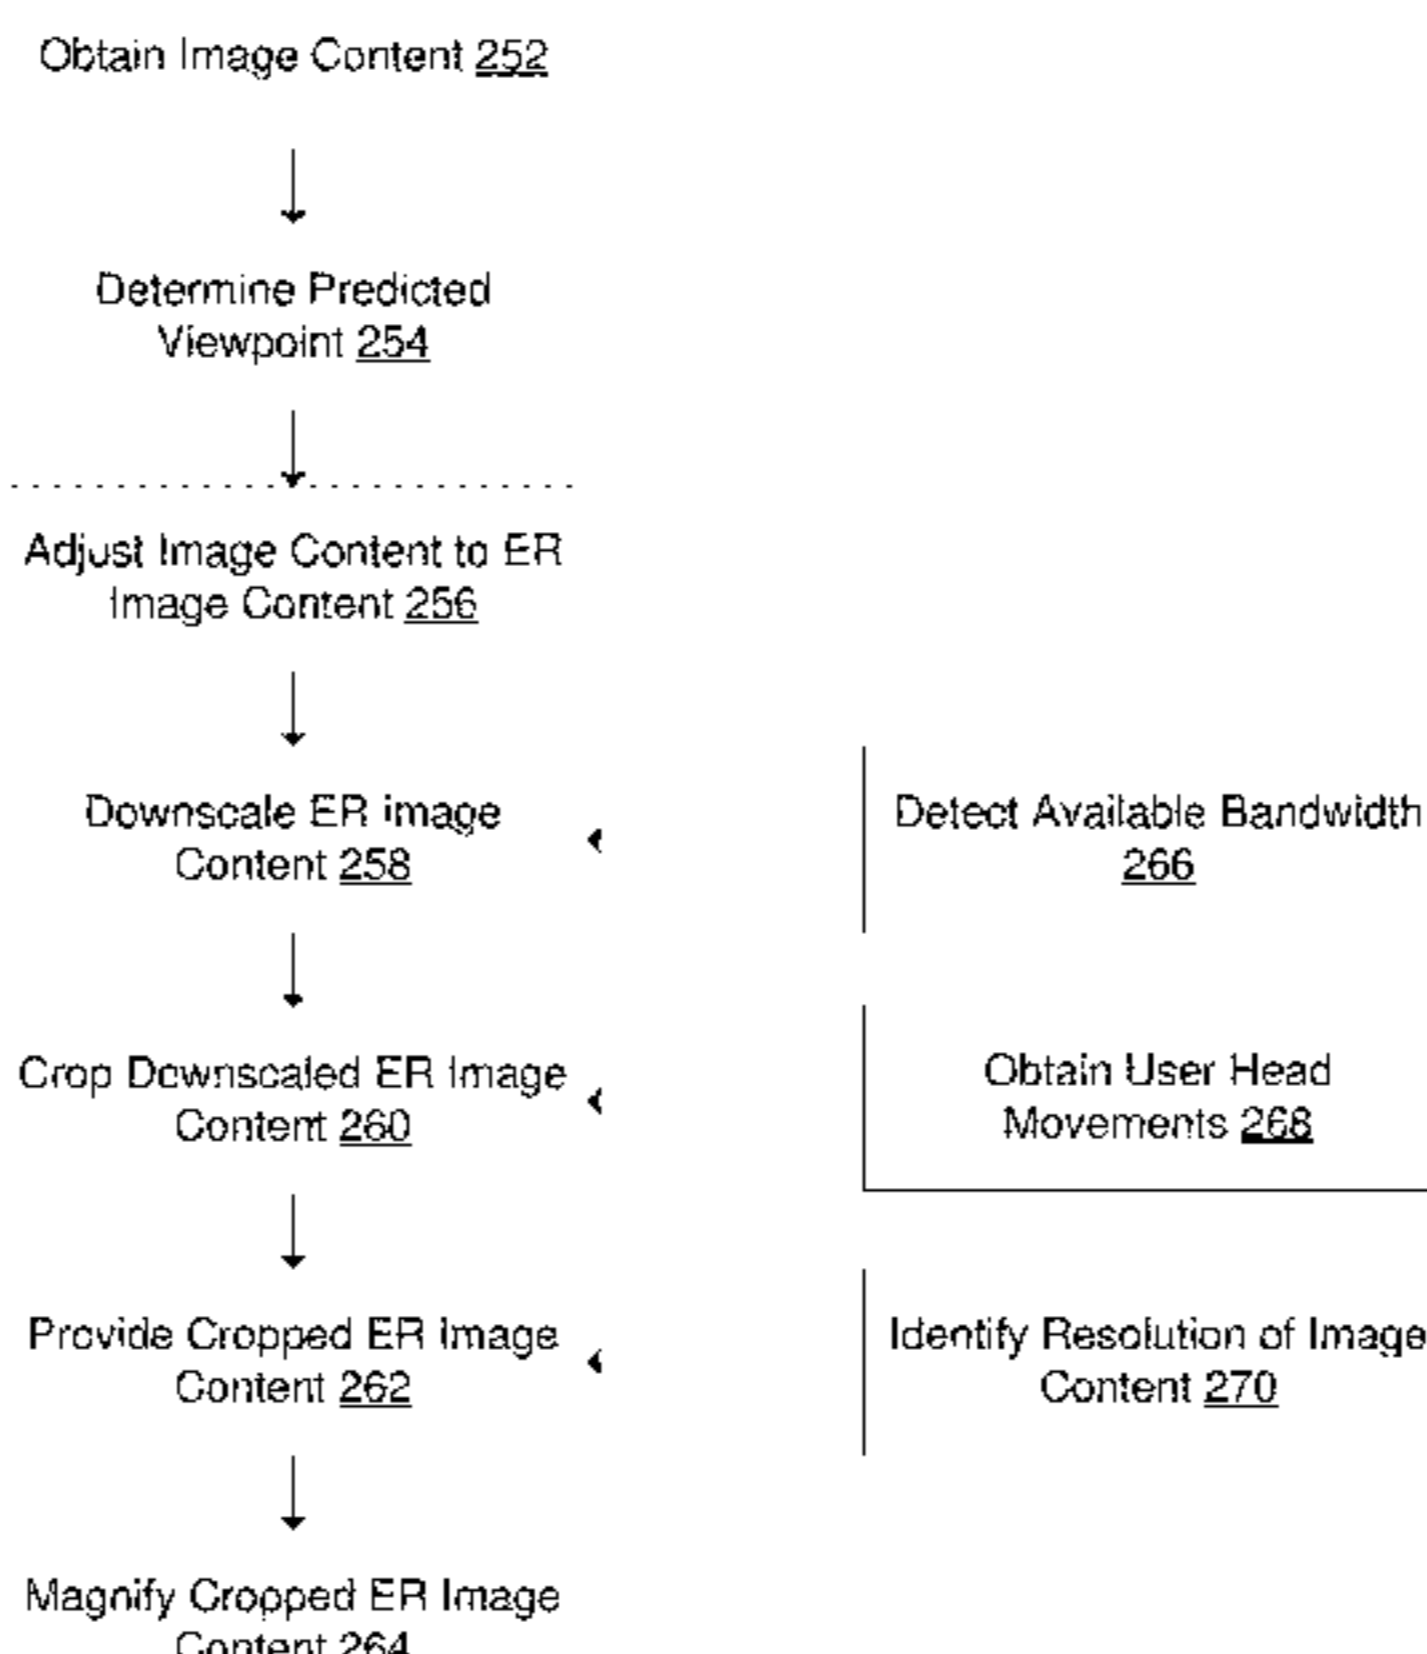 Obtain Image Content 252
Determine Predicted
Viewpoint 254
Adjust Image Content to ER
Image Content 256
Downscale ER image
Content 258
Detect Available Bandwidth
266
Crop Downscaled ER Image
Content 260
Obtain User Head
Movements 268
Provide Cropped ER Image
Content 262
Identify Resolution of Image
Content 270
Magnify Cropped ER Image
Content 264